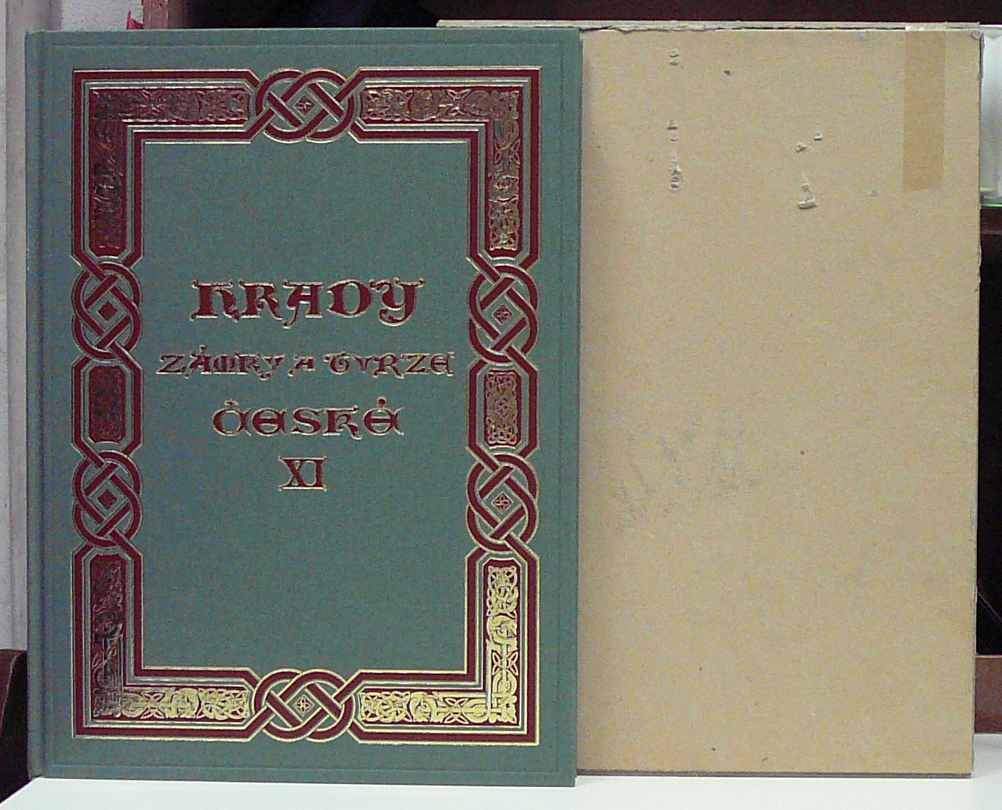 HRADY
ZÁMKY A TVRZE
ČESKÉ
XI